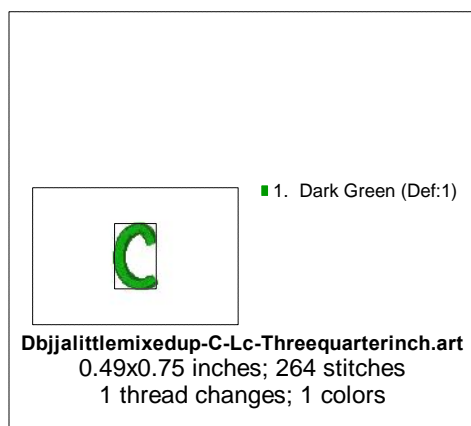 1. Dark Green (Def:1)
C
Dbjjalittlemixedup-C-Lc-Threequarterinch.art
0.49x0.75 inches; 264 stitches
1 thread changes; 1 colors